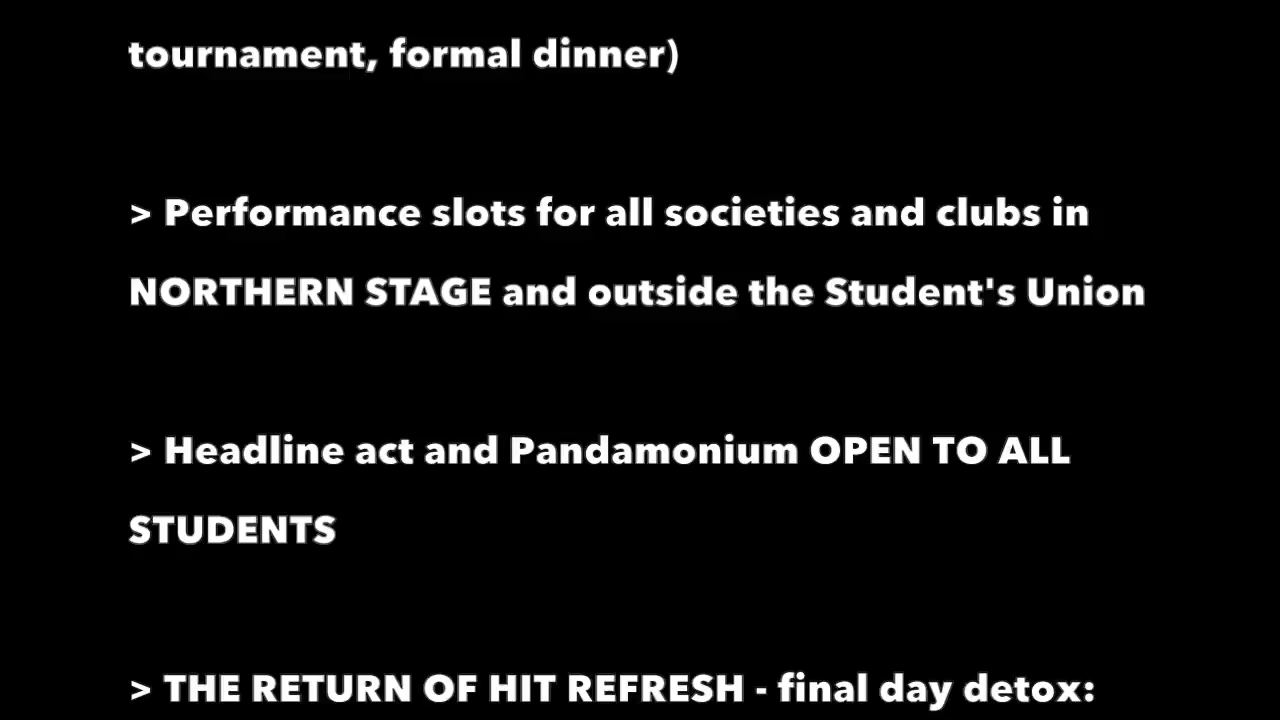 tournament, formal dinner)
> Performance slots for all societies and clubs in
NORTHERN STAGE and outside the Student's Union
> Headline act and Pandamonium OPEN TO ALL
STUDENTS
> THE RETURN OF HIT REFRESH - final day detox: